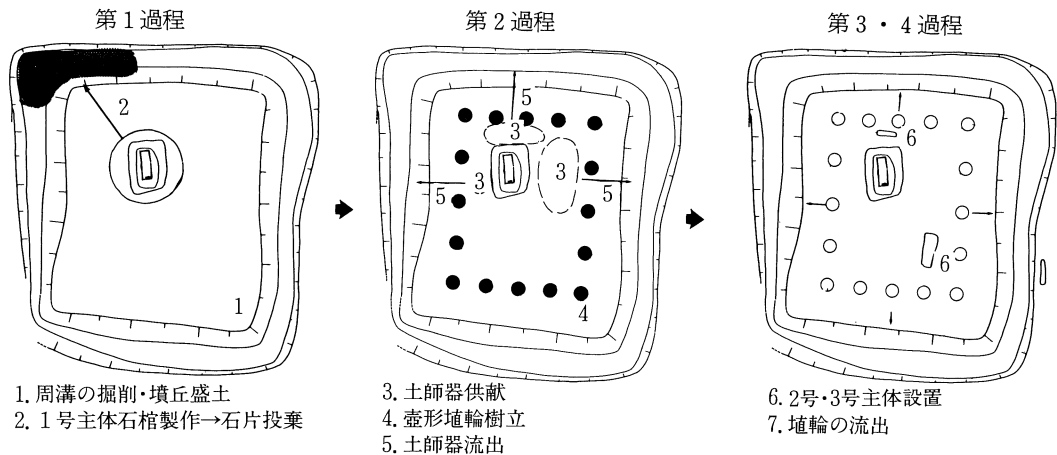 第1過程
第2過程
第3・4過程
2
1
5
3
3
3
5
5
4
6
6
1. 周溝の掘削・墳丘盛土
2. 1号主体石棺製作→石片投棄
3. 土師器供献
4. 壺形埴輪樹立
5. 土師器流出
6. 2号・3号主体設置
7. 埴輪の流出